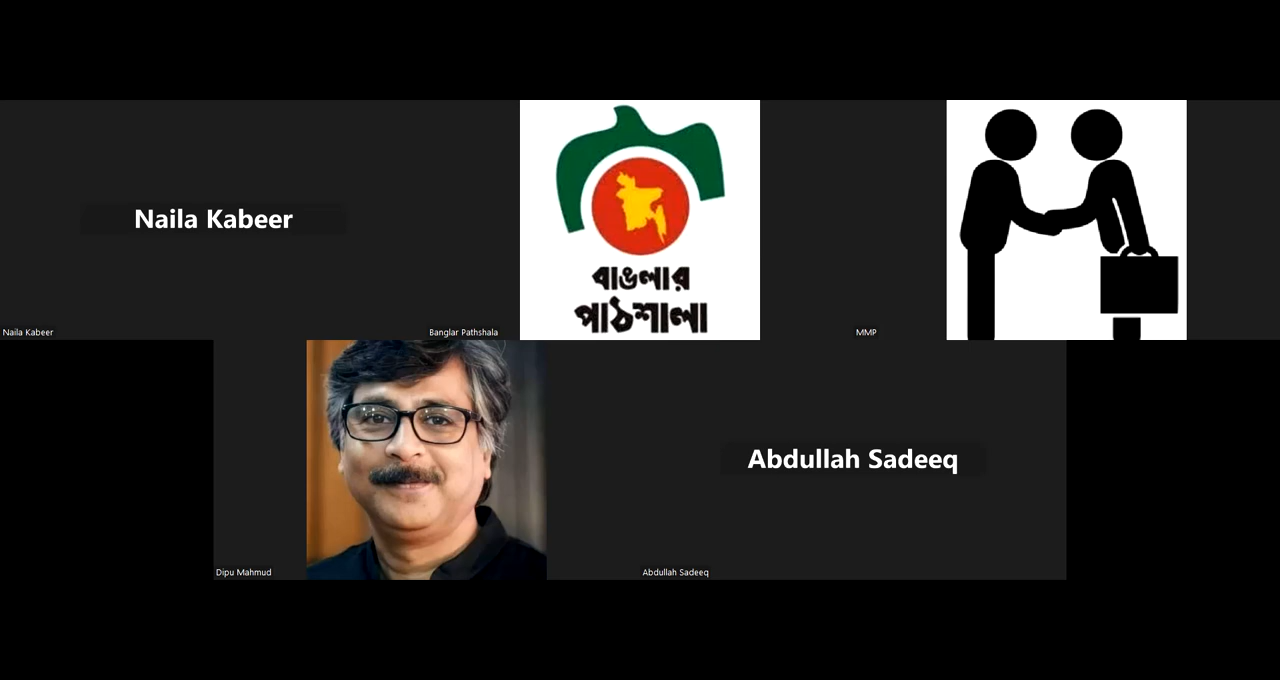 Naila Kabeer
Naila Kabeer
বাঙলার
পাঠশালা
Banglar Pathshala
MMP
Dipu Mahmud
Abdullah Sadeeq
Abdullah Sadeeq